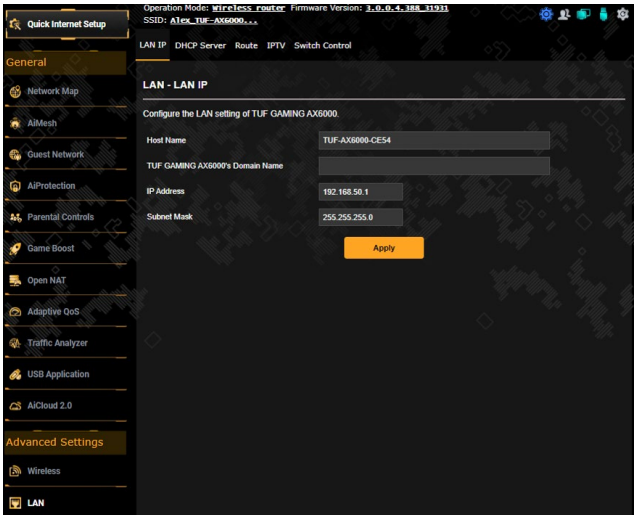 Operation Mode: Wireless router Firmware Version: 3.0.0.4.388_31931
SSID: Alex_TUF-AX6000...
Quick Internet Setup
General
Network Map
AiMesh
Guest Network
AiProtection
Parental Controls
Game Boost
Open NAT
Adaptive QoS
Traffic Analyzer
USB Application
AiCloud 2.0
Advanced Settings
Wireless
LAN
LAN IP DHCP Server Route IPTV Switch Control
LAN - LAN IP
Configure the LAN setting of TUF GAMING AX6000.
Host Name TUF-AX6000-CE54
TUF GAMING AX6000's Domain Name
IP Address 192.168.50.1
Subnet Mask 255.255.255.0
Apply